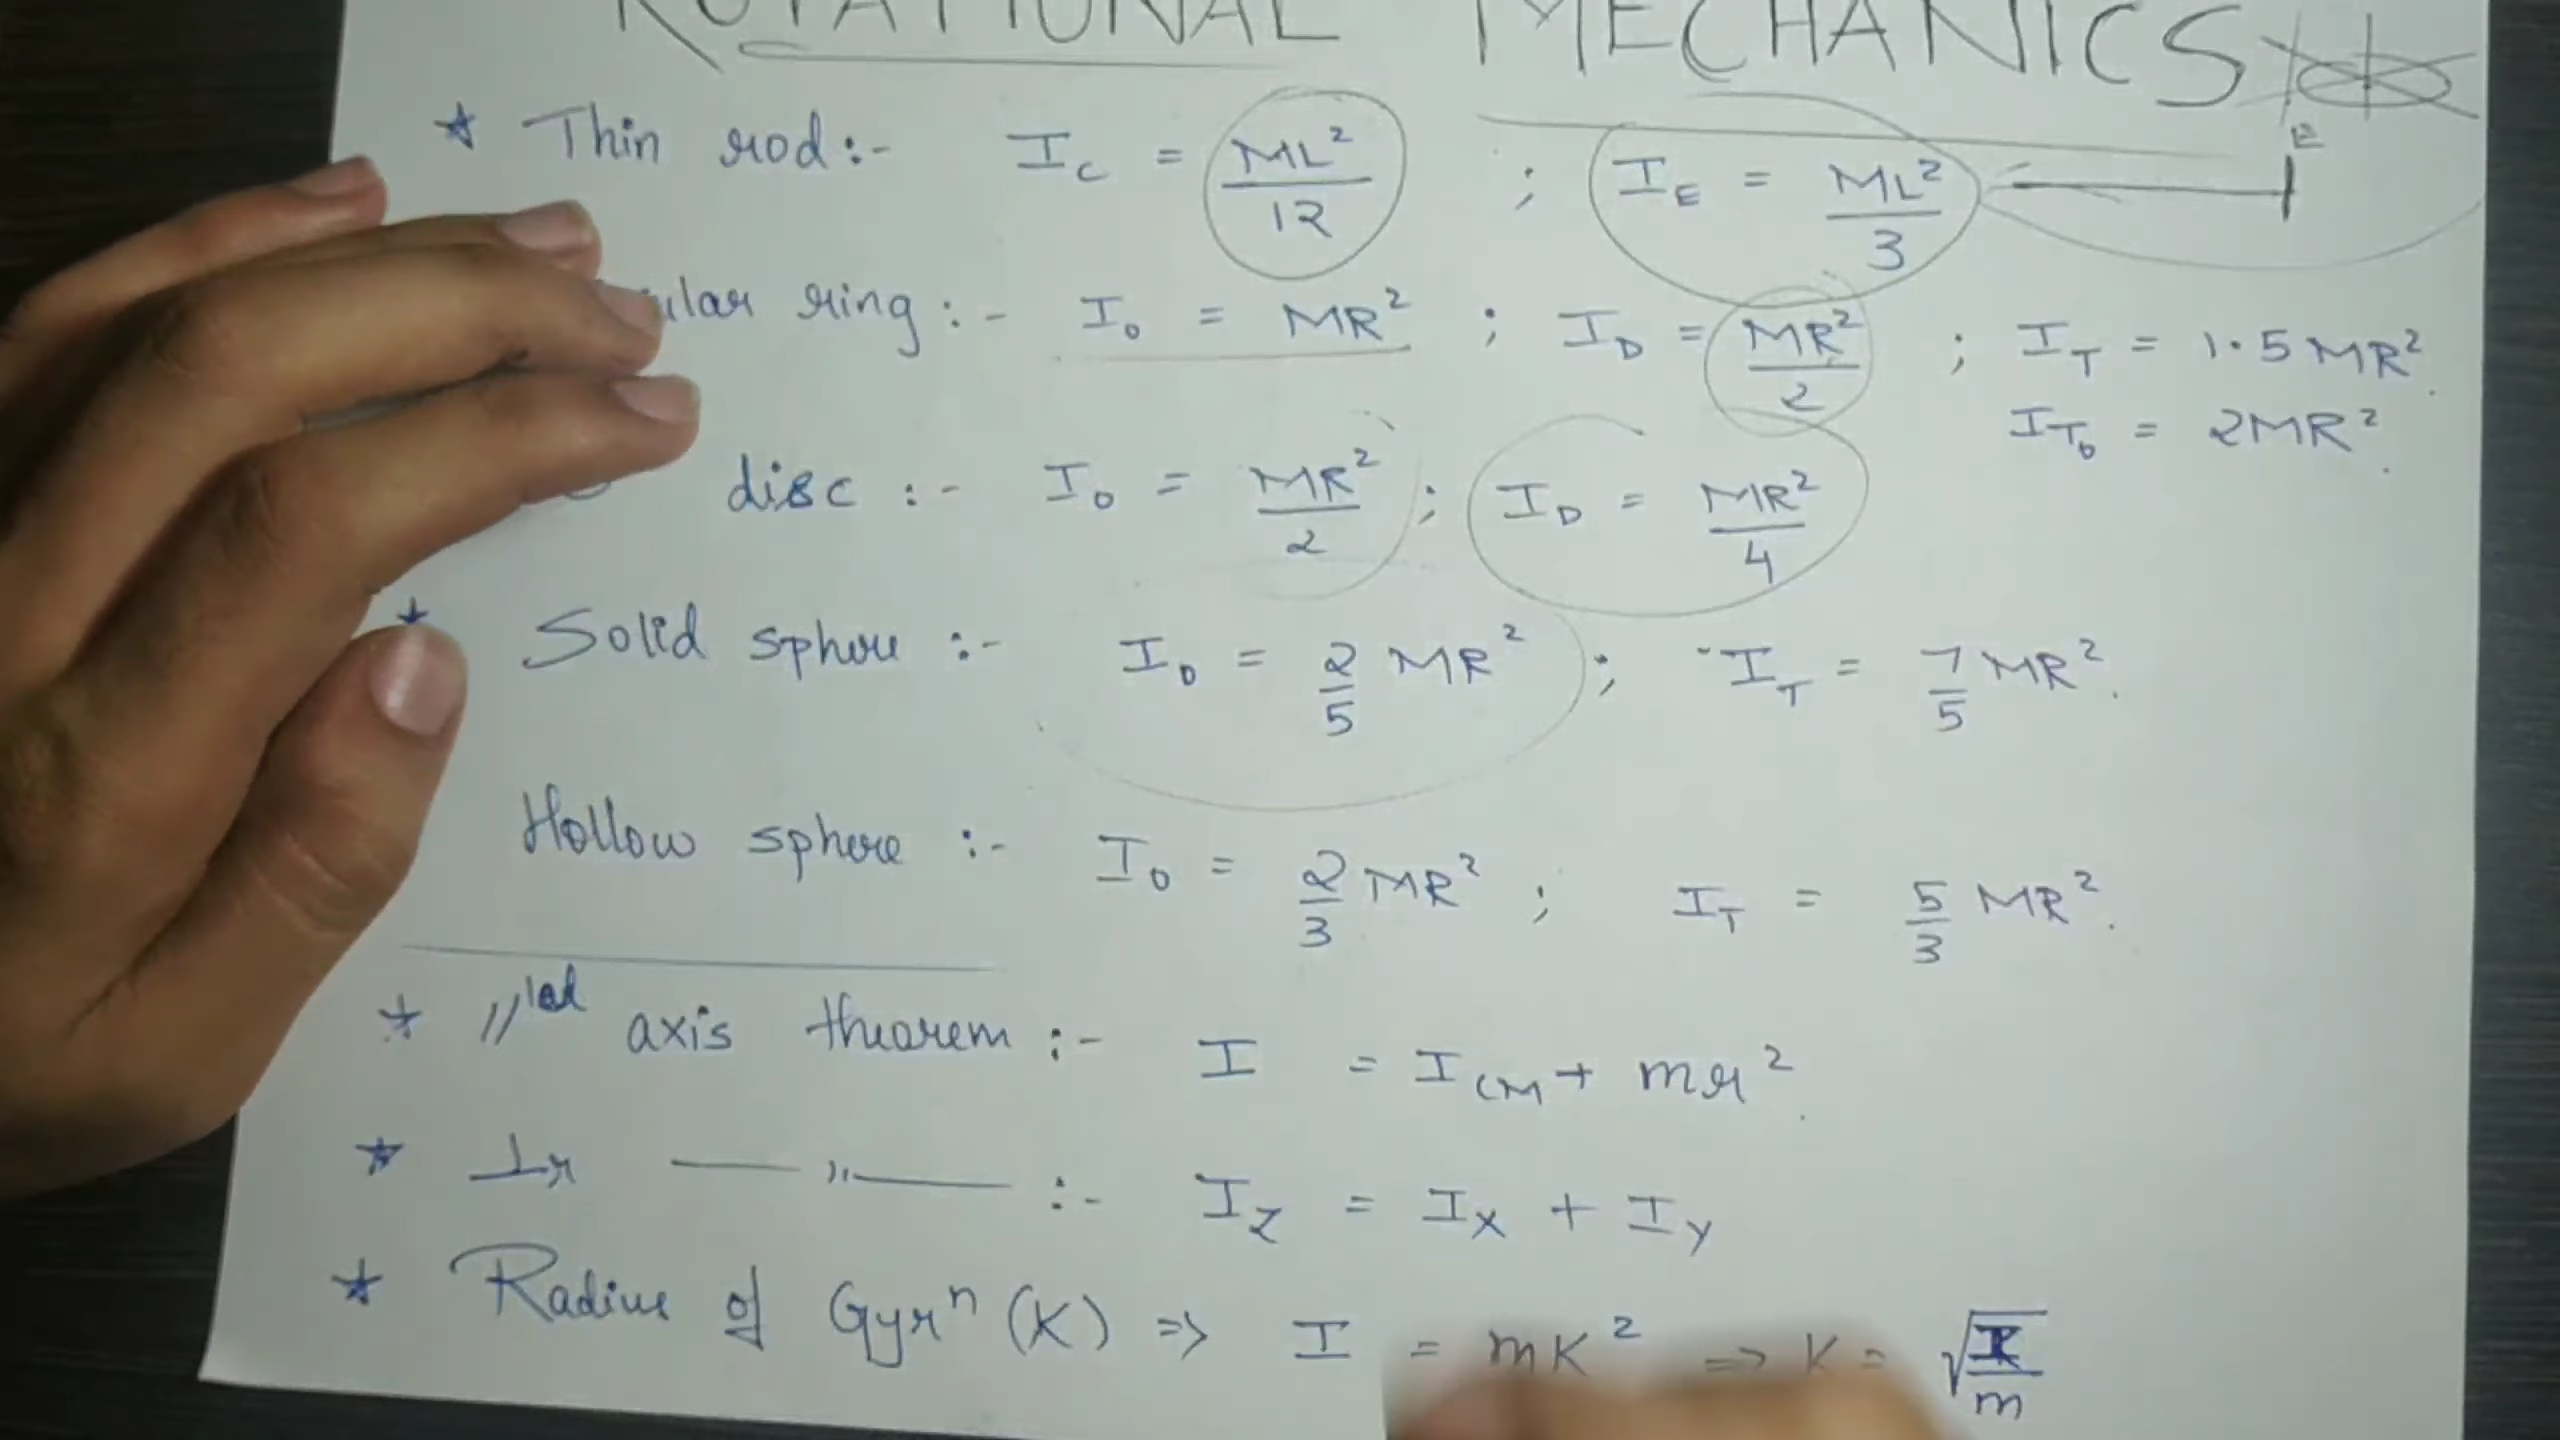 ROTATIONAL MECHANICS
★ Thin rod :- I_C = ML²/12 ; I_E = ML²/3 E
ular ring :- I_0 = MR² ; I_D = MR²/2 ; I_T = 1.5 MR².
I_T0 = 2MR².
disc :- I_0 = MR²/2 ; I_D = MR²/4
★ Solid sphere :- I_0 = 2/5 MR² ; I_T = 7/5 MR².
Hollow sphere :- I_0 = 2/3 MR² ; I_T = 5/3 MR².
★ //lel axis theorem :- I = I_CM + mr².
★ ⊥r —— " —— :- I_Z = I_X + I_Y
★ Radius of Gyrⁿ (K) => I = mK² => K = √(I/m)